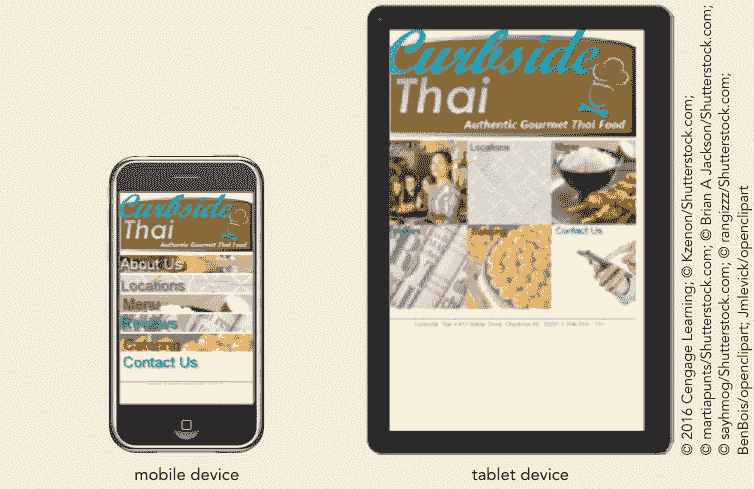 Curbside
Thai
Authentic Gourmet Thai Food
About Us
Locations
Menu
Reviews
Catering
Contact Us
mobile device
Curbside
Thai
Authentic Gourmet Thai Food
Locations
Contact Us
tablet device
© 2016 Cengage Learning; © Kzenon/Shutterstock.com;
© martiapunts/Shutterstock.com; © Brian A Jackson/Shutterstock.com;
© sayhmog/Shutterstock.com; © rangizzz/Shutterstock.com;
BenBois/openclipart; Jmlevick/openclipart